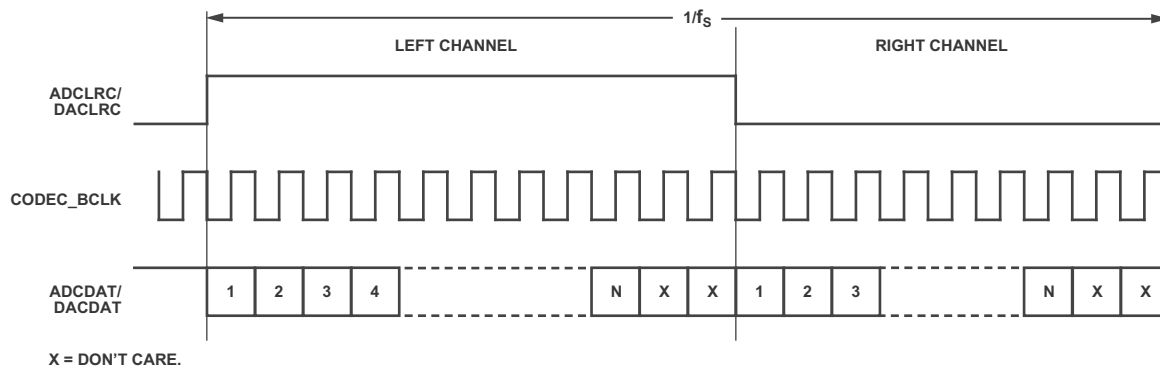 1/fS
LEFT CHANNEL RIGHT CHANNEL
ADCLRC/
DACLRC
CODEC_BCLK
ADCDAT/
DACDAT
1 2 3 4 N X X 1 2 3 N X X
X = DON'T CARE.